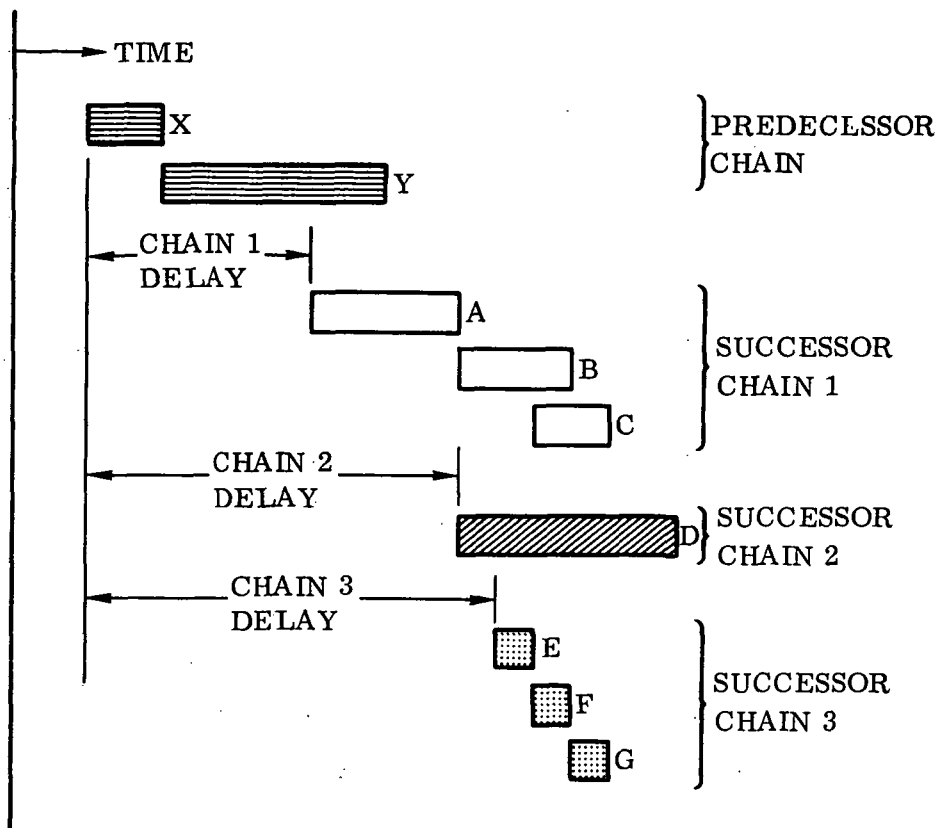 TIME
X
PREDECLSSOR
CHAIN
Y
CHAIN 1
DELAY
A
SUCCESSOR
CHAIN 1
B
C
CHAIN 2
DELAY
D
SUCCESSOR
CHAIN 2
CHAIN 3
DELAY
E
SUCCESSOR
CHAIN 3
F
G